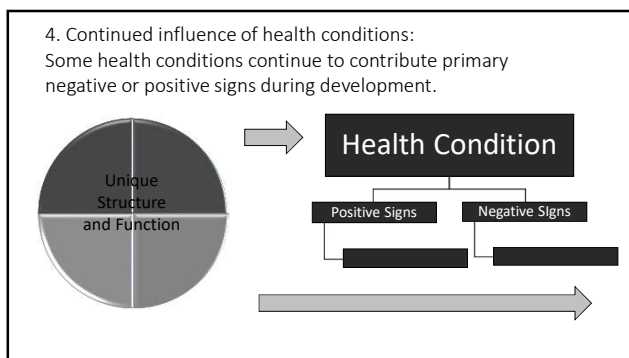 4. Continued influence of health conditions:
Some health conditions continue to contribute primary
negative or positive signs during development.
Unique
Structure
and Function
Health Condition
Positive Signs
Negative SIgns